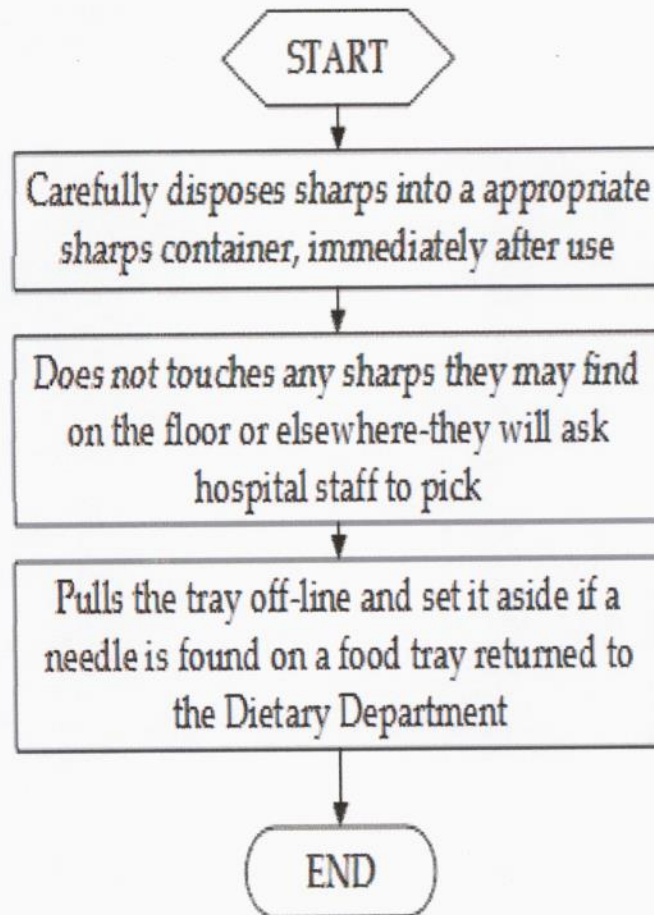 START
Carefully disposes sharps into a appropriate
sharps container, immediately after use
Does not touches any sharps they may find
on the floor or elsewhere-they will ask
hospital staff to pick
Pulls the tray off-line and set it aside if a
needle is found on a food tray returned to
the Dietary Department
END